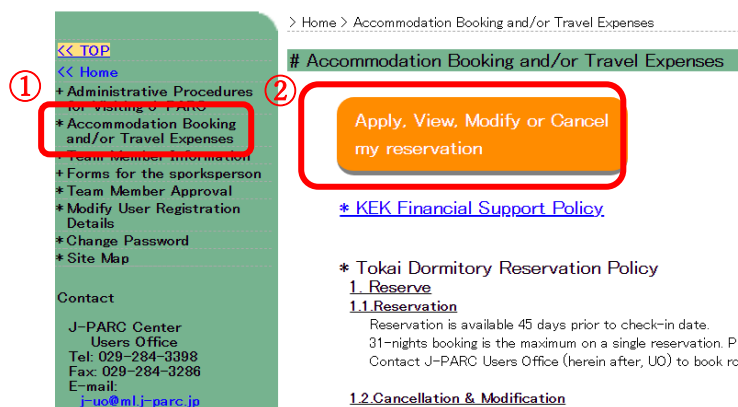 > Home > Accommodation Booking and/or Travel Expenses
<< TOP
<< Home
+ Administrative Procedures
for Visiting J-PARC
* Accommodation Booking
and/or Travel Expenses
* Team Member Information
+ Forms for the sporksperson
* Team Member Approval
* Modify User Registration
Details
* Change Password
* Site Map
Contact
J-PARC Center
Users Office
Tel: 029-284-3398
Fax: 029-284-3286
E-mail:
j-uo@ml.j-parc.jp
①
②
# Accommodation Booking and/or Travel Expenses
Apply, View, Modify or Cancel
my reservation
* KEK Financial Support Policy
* Tokai Dormitory Reservation Policy
1. Reserve
1.1.Reservation
Reservation is available 45 days prior to check-in date.
31-nights booking is the maximum on a single reservation. P
Contact J-PARC Users Office (herein after, UO) to book ro
1.2.Cancellation & Modification